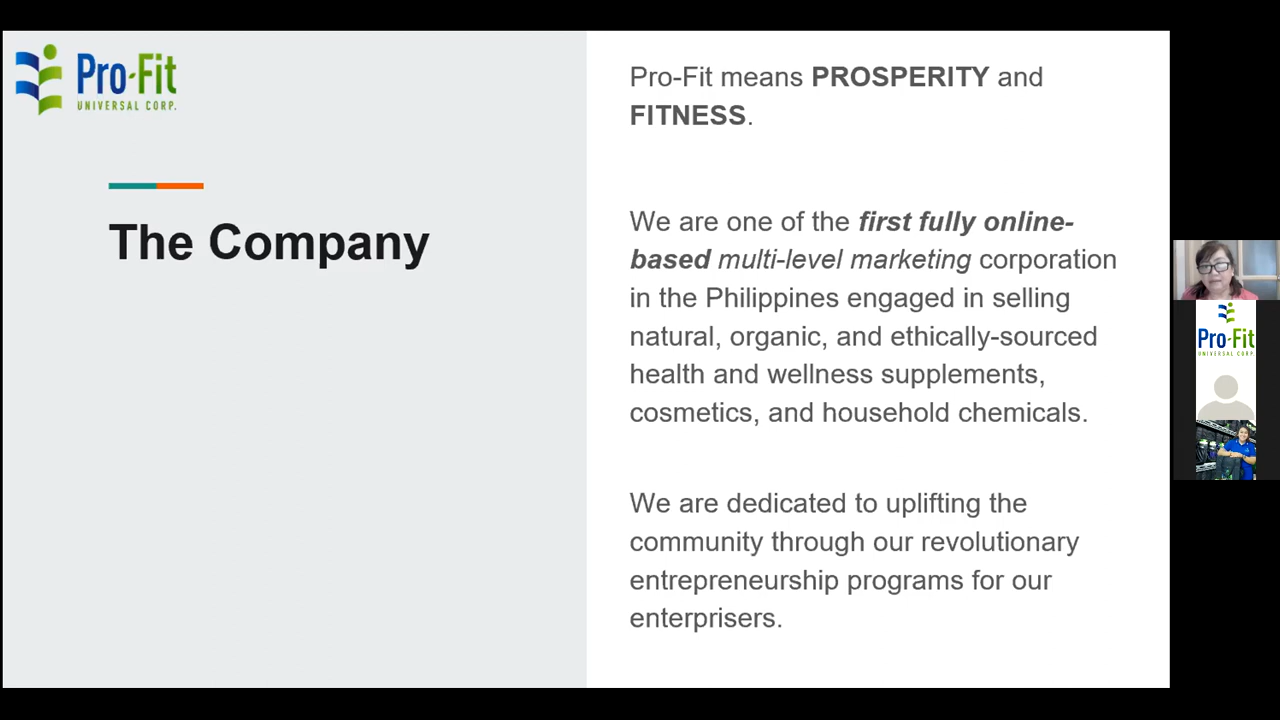 Pro-Fit
UNIVERSAL CORP.
The Company
Pro-Fit means PROSPERITY and
FITNESS.
We are one of the first fully online-
based multi-level marketing corporation
in the Philippines engaged in selling
natural, organic, and ethically-sourced
health and wellness supplements,
cosmetics, and household chemicals.
We are dedicated to uplifting the
community through our revolutionary
entrepreneurship programs for our
enterprisers.
Pro-Fit
UNIVERSAL CORP.